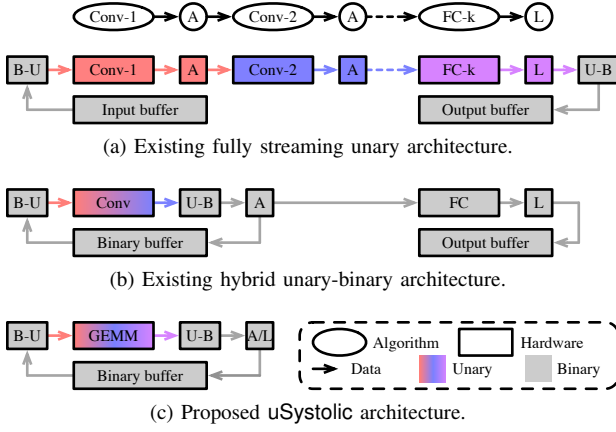 Conv-1 A Conv-2 A FC-k L
B-U Conv-1 A Conv-2 A FC-k L U-B
Input buffer Output buffer
(a) Existing fully streaming unary architecture.
B-U Conv U-B A FC L
Binary buffer Output buffer
(b) Existing hybrid unary-binary architecture.
B-U GEMM U-B A/L
Binary buffer
Algorithm Hardware
Data Unary Binary
(c) Proposed uSystolic architecture.